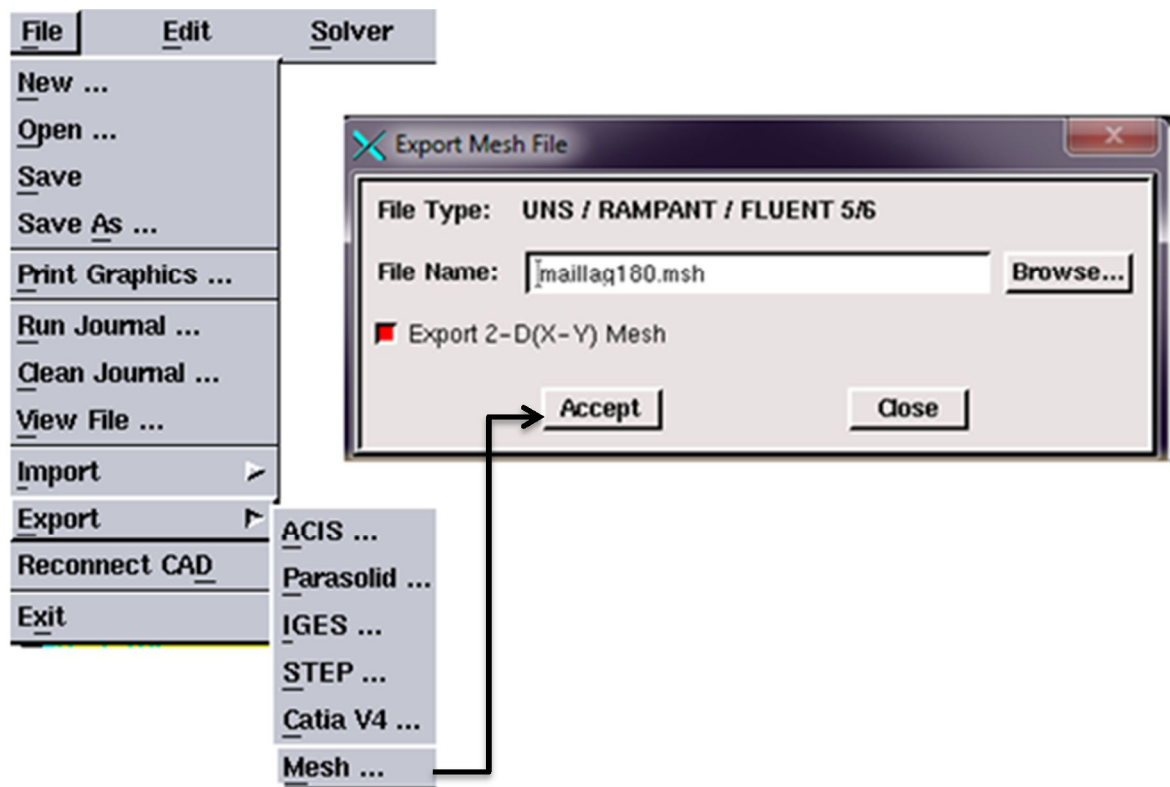 File Edit Solver
New ...
Open ...
Save
Save As ...
Print Graphics ...
Run Journal ...
Clean Journal ...
View File ...
Import
Export
Reconnect CAD
Exit
ACIS ...
Parasolid ...
IGES ...
STEP ...
Catia V4 ...
Mesh ...
Export Mesh File
File Type: UNS / RAMPANT / FLUENT 5/6
File Name: maillag180.msh Browse...
Export 2-D(X-Y) Mesh
Accept Close